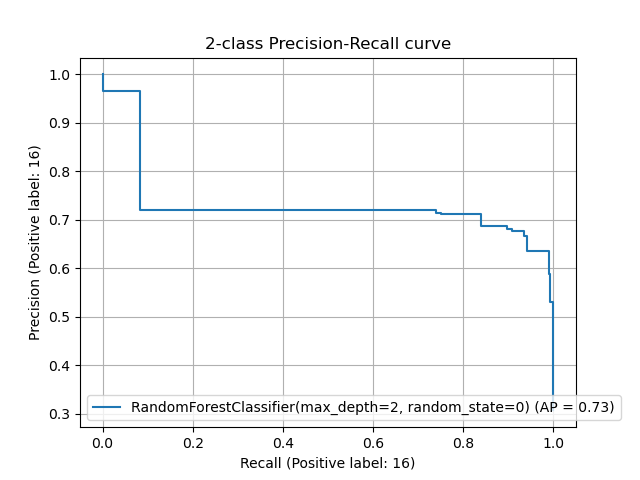 2-class Precision-Recall curve
1.0
0.9
0.8
0.7
0.6
0.5
0.4
0.3
Precision (Positive label: 16)
RandomForestClassifier(max_depth=2, random_state=0) (AP = 0.73)
0.0 0.2 0.4 0.6 0.8 1.0
Recall (Positive label: 16)